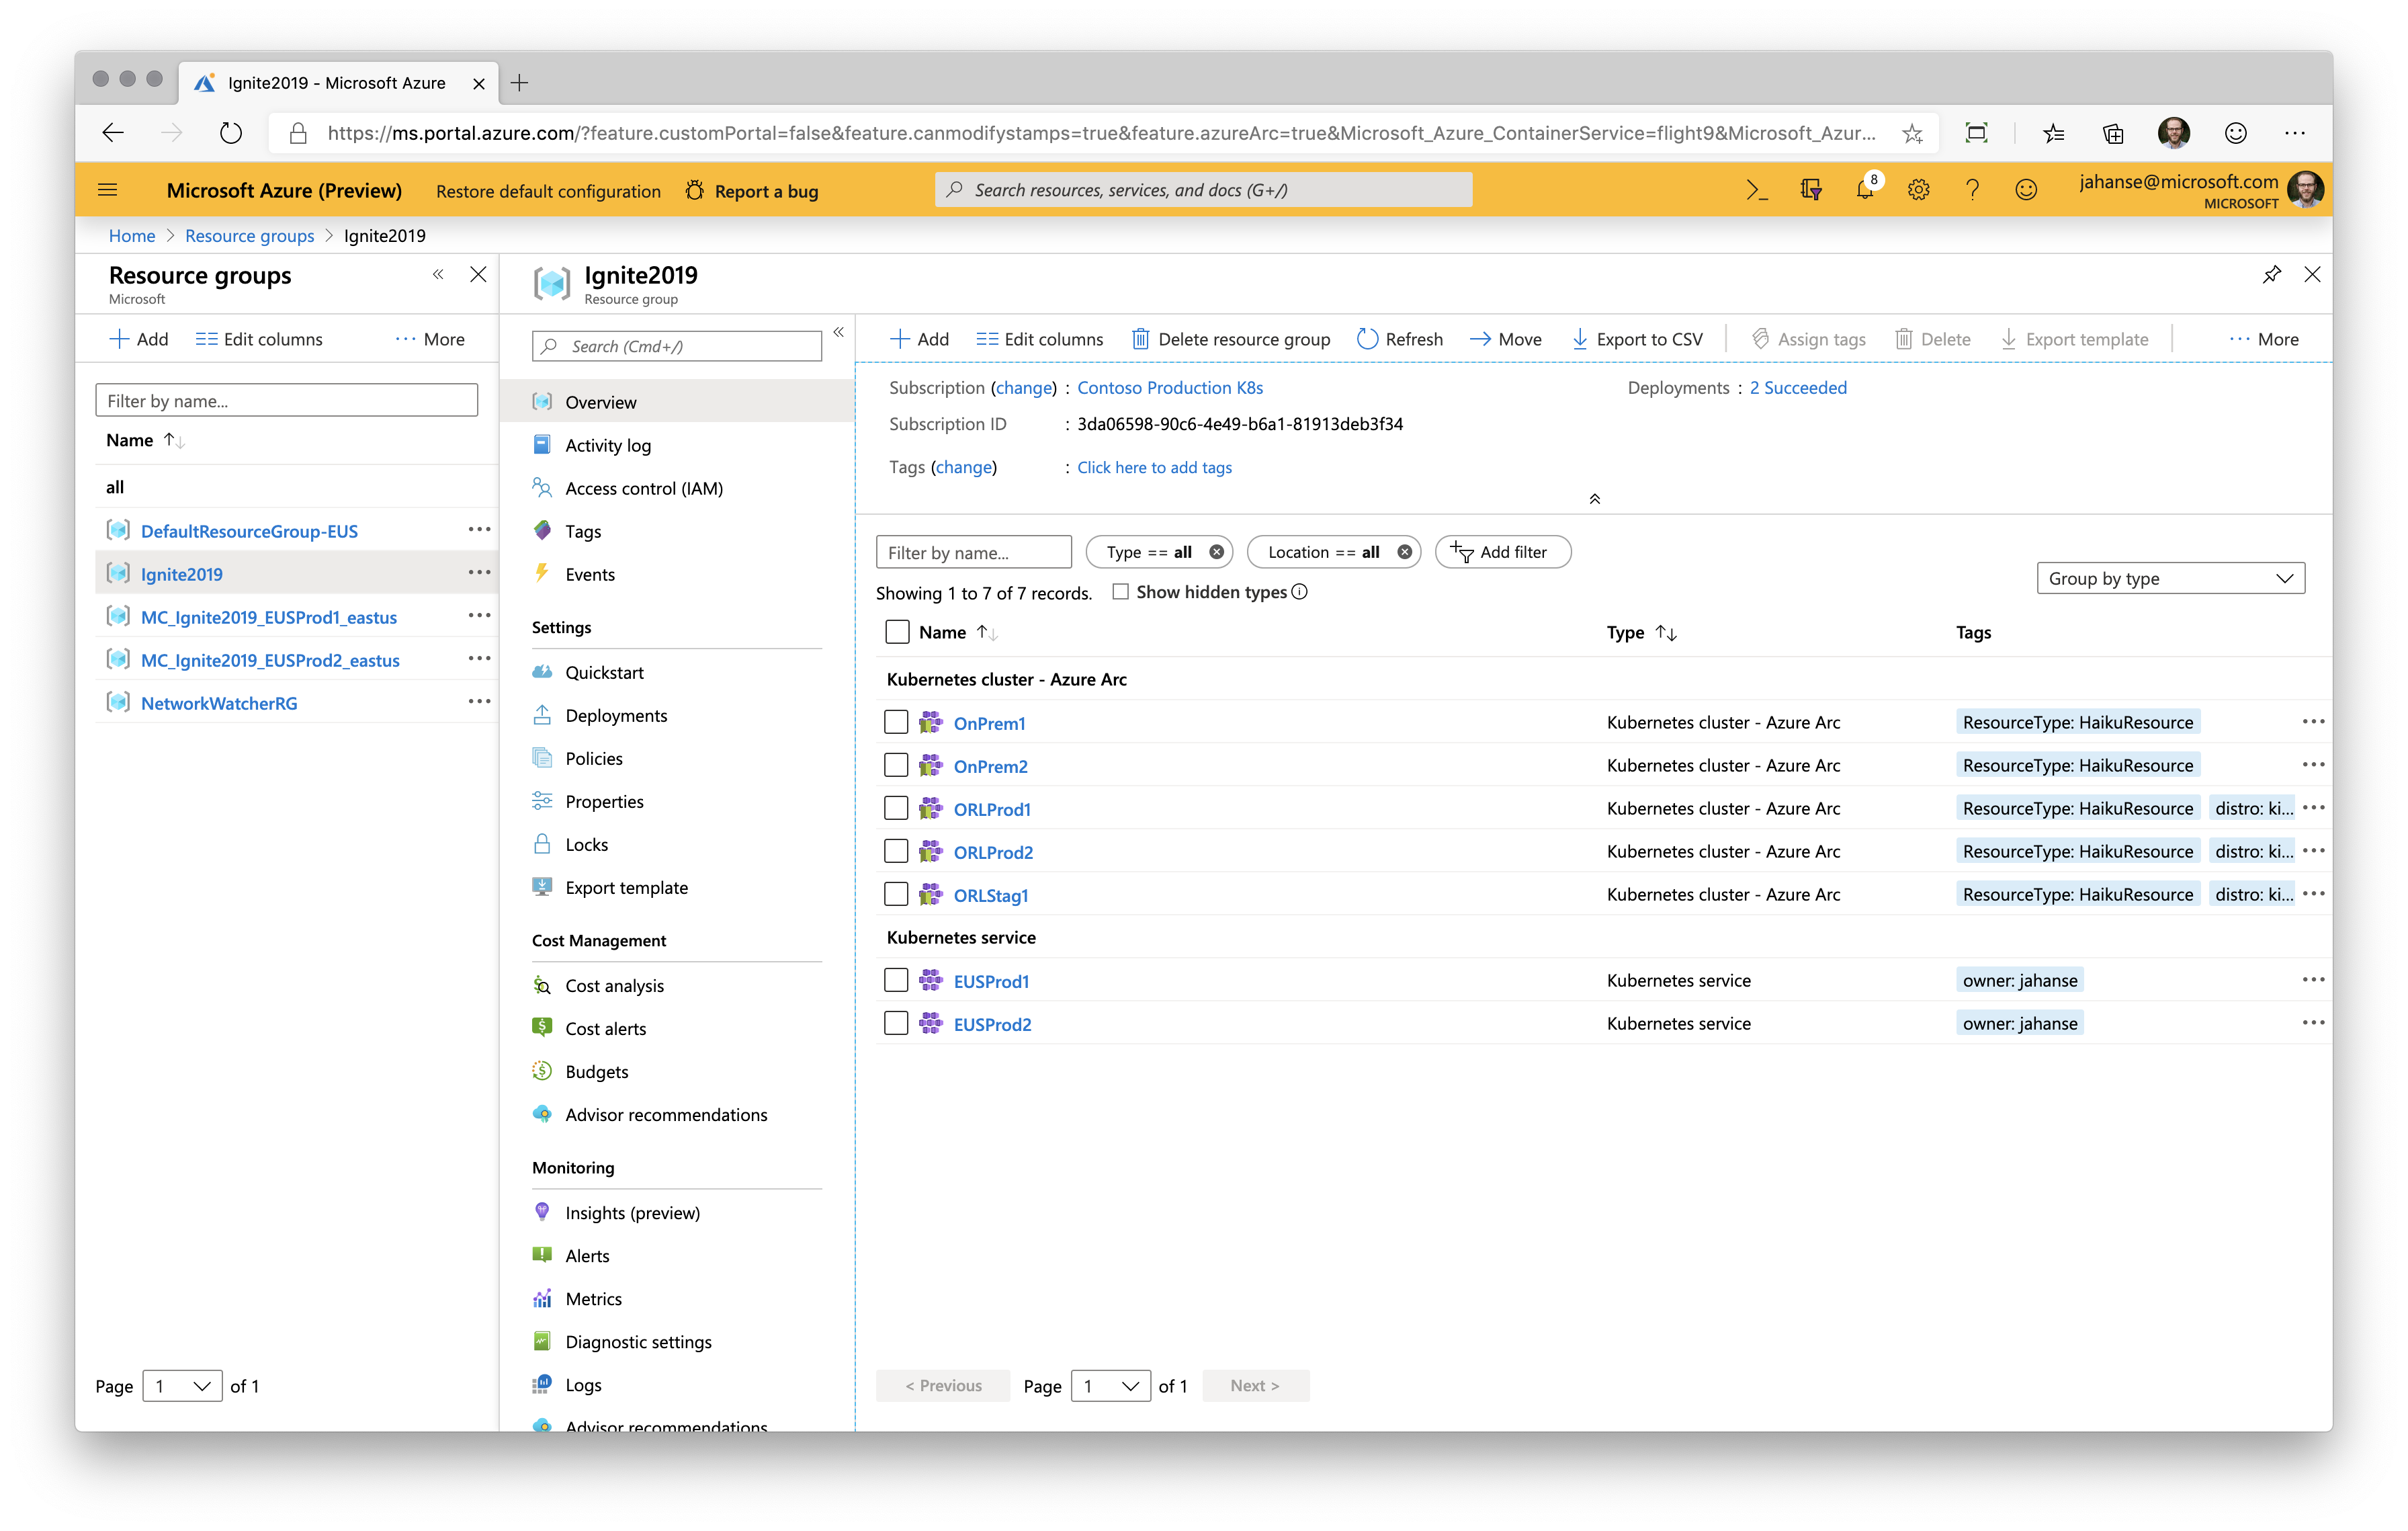 Ignite2019 - Microsoft Azure
https://ms.portal.azure.com/?feature.customPortal=false&feature.canmodifystamps=true&feature.azureArc=true&Microsoft_Azure_ContainerService=flight9&Microsoft_Azur...
Microsoft Azure (Preview)
Restore default configuration
Report a bug
Search resources, services, and docs (G+/)
8
jahanse@microsoft.com
MICROSOFT
Home > Resource groups > Ignite2019
Resource groups
Microsoft
Add
Edit columns
More
Filter by name...
Name
all
DefaultResourceGroup-EUS
Ignite2019
MC_Ignite2019_EUSProd1_eastus
MC_Ignite2019_EUSProd2_eastus
NetworkWatcherRG
Page 1 of 1
Ignite2019
Resource group
Search (Cmd+/)
Overview
Activity log
Access control (IAM)
Tags
Events
Settings
Quickstart
Deployments
Policies
Properties
Locks
Export template
Cost Management
Cost analysis
Cost alerts
Budgets
Advisor recommendations
Monitoring
Insights (preview)
Alerts
Metrics
Diagnostic settings
Logs
Advisor recommendations
Add
Edit columns
Delete resource group
Refresh
Move
Export to CSV
Assign tags
Delete
Export template
More
Subscription (change) : Contoso Production K8s
Deployments : 2 Succeeded
Subscription ID : 3da06598-90c6-4e49-b6a1-81913deb3f34
Tags (change) : Click here to add tags
Filter by name...
Type == all
Location == all
Add filter
Showing 1 to 7 of 7 records.
Show hidden types
Group by type
Name Type Tags
Kubernetes cluster - Azure Arc
OnPrem1 Kubernetes cluster - Azure Arc ResourceType: HaikuResource
OnPrem2 Kubernetes cluster - Azure Arc ResourceType: HaikuResource
ORLProd1 Kubernetes cluster - Azure Arc ResourceType: HaikuResource distro: ki...
ORLProd2 Kubernetes cluster - Azure Arc ResourceType: HaikuResource distro: ki...
ORLStag1 Kubernetes cluster - Azure Arc ResourceType: HaikuResource distro: ki...
Kubernetes service
EUSProd1 Kubernetes service owner: jahanse
EUSProd2 Kubernetes service owner: jahanse
< Previous Page 1 of 1 Next >